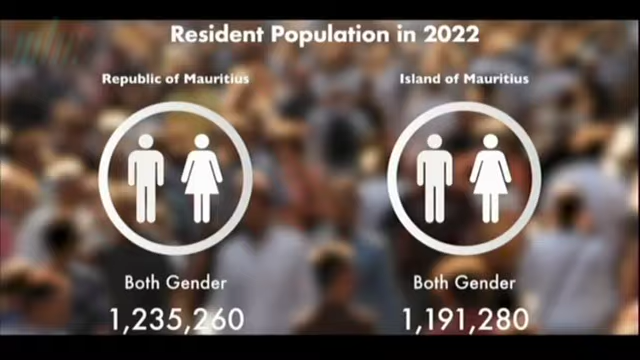 Resident Population in 2022
Republic of Mauritius
Island of Mauritius
Both Gender
Both Gender
1,235,260
1,191,280